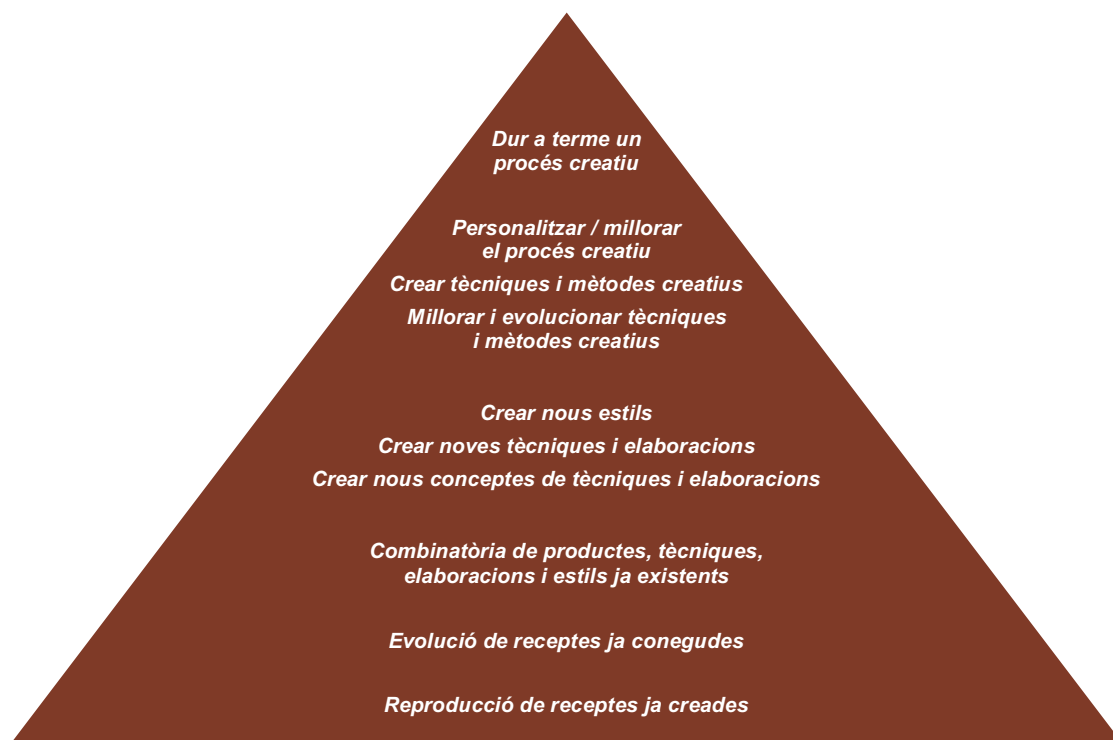 Dur a terme un
procés creatiu
Personalitzar / millorar
el procés creatiu
Crear tècniques i mètodes creatius
Millorar i evolucionar tècniques
i mètodes creatius
Crear nous estils
Crear noves tècniques i elaboracions
Crear nous conceptes de tècniques i elaboracions
Combinatòria de productes, tècniques,
elaboracions i estils ja existents
Evolució de receptes ja conegudes
Reproducció de receptes ja creades